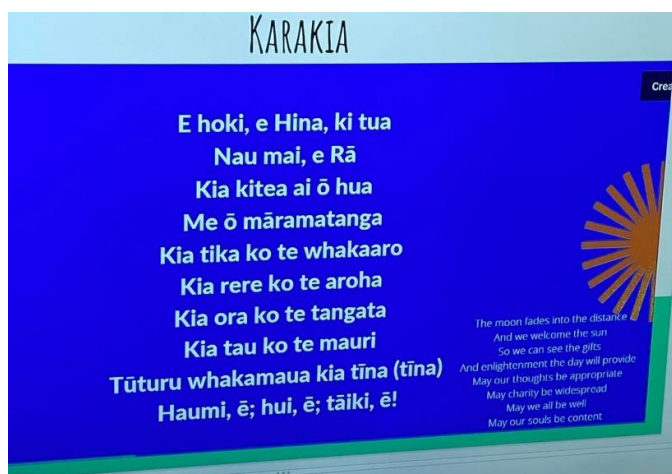 KARAKIA
Crea
E hoki, e Hina, ki tua
Nau mai, e Rā
Kia kitea ai ō hua
Me ō māramatanga
Kia tika ko te whakaaro
Kia rere ko te aroha
Kia ora ko te tangata
Kia tau ko te mauri
Tūturu whakamaua kia tīna (tīna)
Haumi, ē; hui, ē; tāiki, ē!
The moon fades into the distance
And we welcome the sun
So we can see the gifts
And enlightenment the day will provide
May our thoughts be appropriate
May charity be widespread
May we all be well
May our souls be content